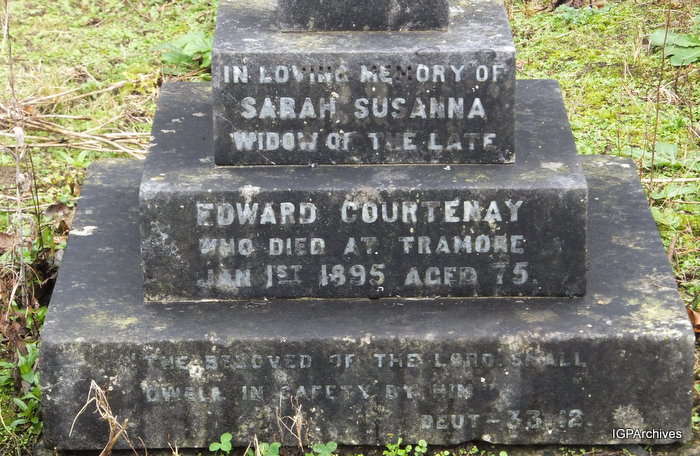 IN LOVING MEMORY OF
SARAH SUSANNA
WIDOW OF THE LATE
EDWARD COURTENAY
WHO DIED AT TRAMORE
JAN 1ST 1895 AGED 75
THE BELOVED OF THE LORD SHALL
DWELL IN SAFETY BY HIM
DEUT - 33.12.
IGPArchives